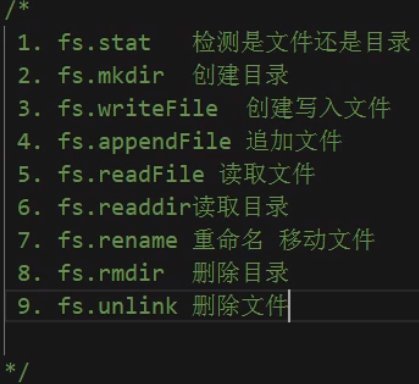 /*
1. fs.stat 检测是文件还是目录
2. fs.mkdir 创建目录
3. fs.writeFile 创建写入文件
4. fs.appendFile 追加文件
5. fs.readFile 读取文件
6. fs.readdir读取目录
7. fs.rename 重命名 移动文件
8. fs.rmdir 删除目录
9. fs.unlink 删除文件
*/